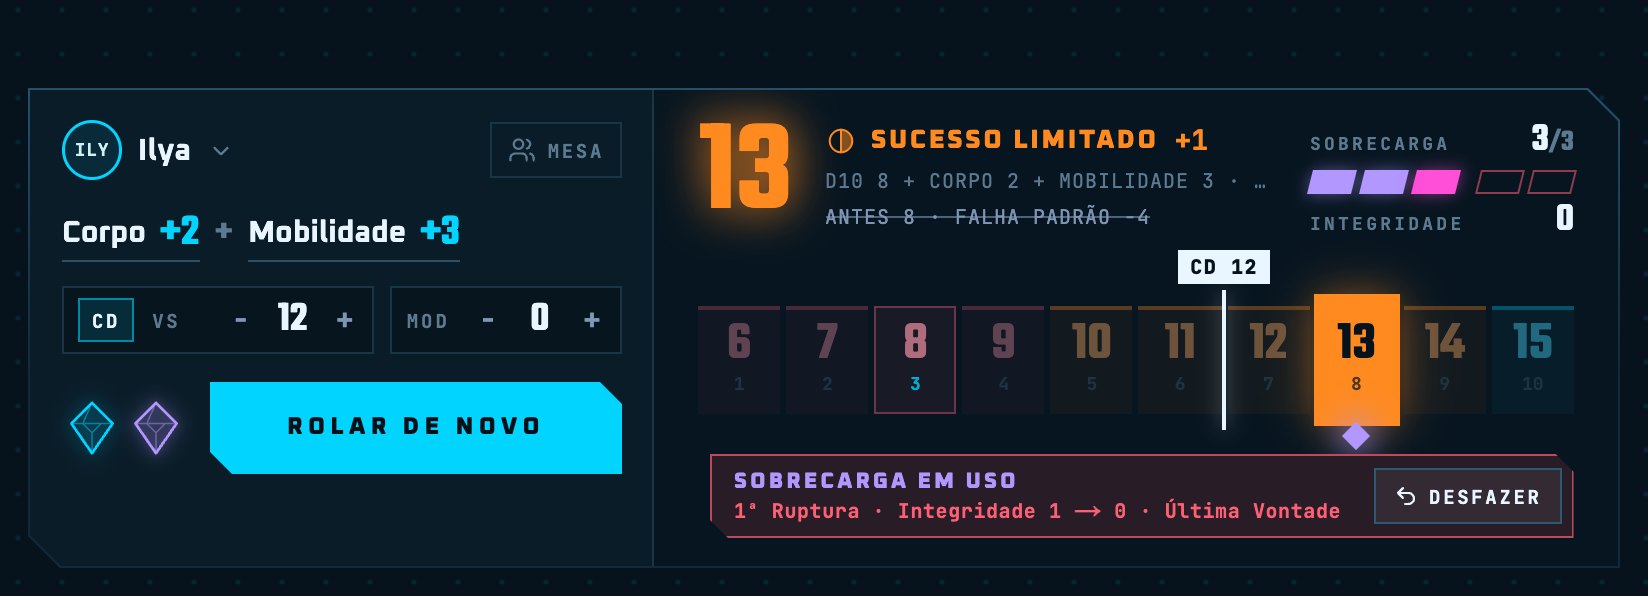 ILY Ilya
MESA
Corpo +2 + Mobilidade +3
CD VS - 12 +
MOD - 0 +
ROLAR DE NOVO
13
SUCESSO LIMITADO +1
D10 8 + CORPO 2 + MOBILIDADE 3 · …
ANTES 8 · FALHA PADRÃO -4
SOBRECARGA 3/3
INTEGRIDADE 0
CD 12
6 7 8 9 10 11 12 13 14 15
1 2 3 4 5 6 7 8 9 10
SOBRECARGA EM USO
1ª Ruptura · Integridade 1 → 0 · Última Vontade
DESFAZER